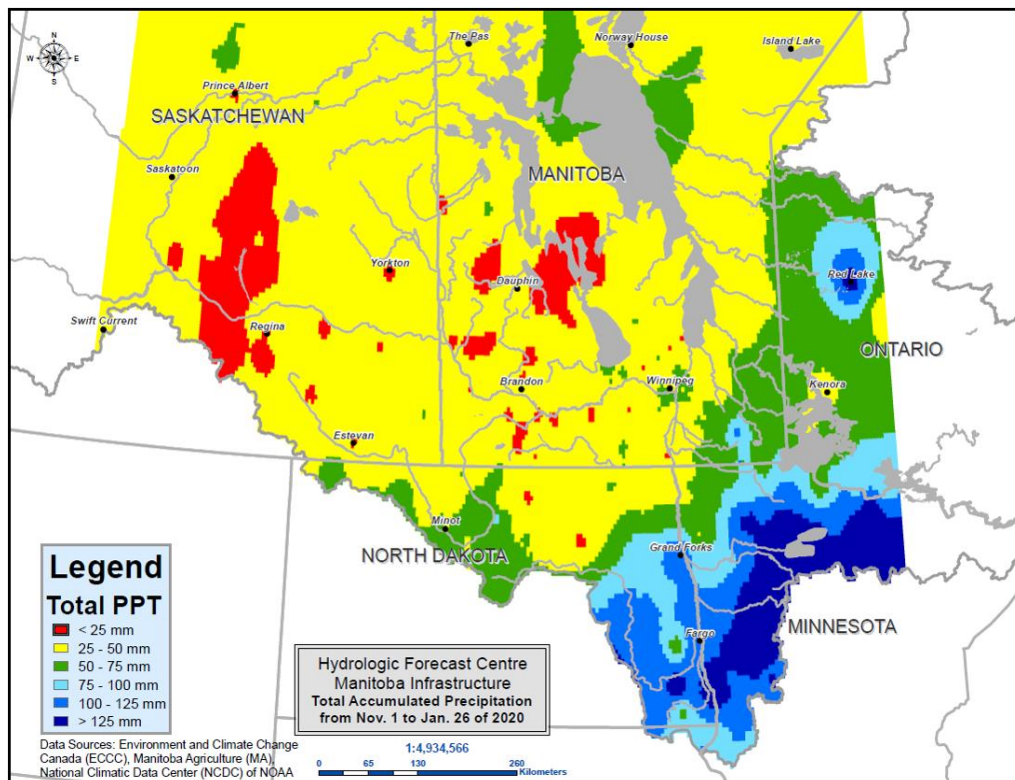 The Pas
Norway House
Island Lake
N
W E
S
Prince Albert
SASKATCHEWAN
Saskatoon
MANITOBA
Yorkton
Dauphin
Red Lake
Swift Current
Regina
ONTARIO
Brandon
Winnipeg
Kenora
Estevan
Minot
NORTH DAKOTA
Grand Forks
Fargo
MINNESOTA
Legend
Total PPT
< 25 mm
25 - 50 mm
50 - 75 mm
75 - 100 mm
100 - 125 mm
> 125 mm
Hydrologic Forecast Centre
Manitoba Infrastructure
Total Accumulated Precipitation
from Nov. 1 to Jan. 26 of 2020
Data Sources: Environment and Climate Change
Canada (ECCC), Manitoba Agriculture (MA),
National Climatic Data Center (NCDC) of NOAA
1:4,934,566
0 65 130 260
Kilometers